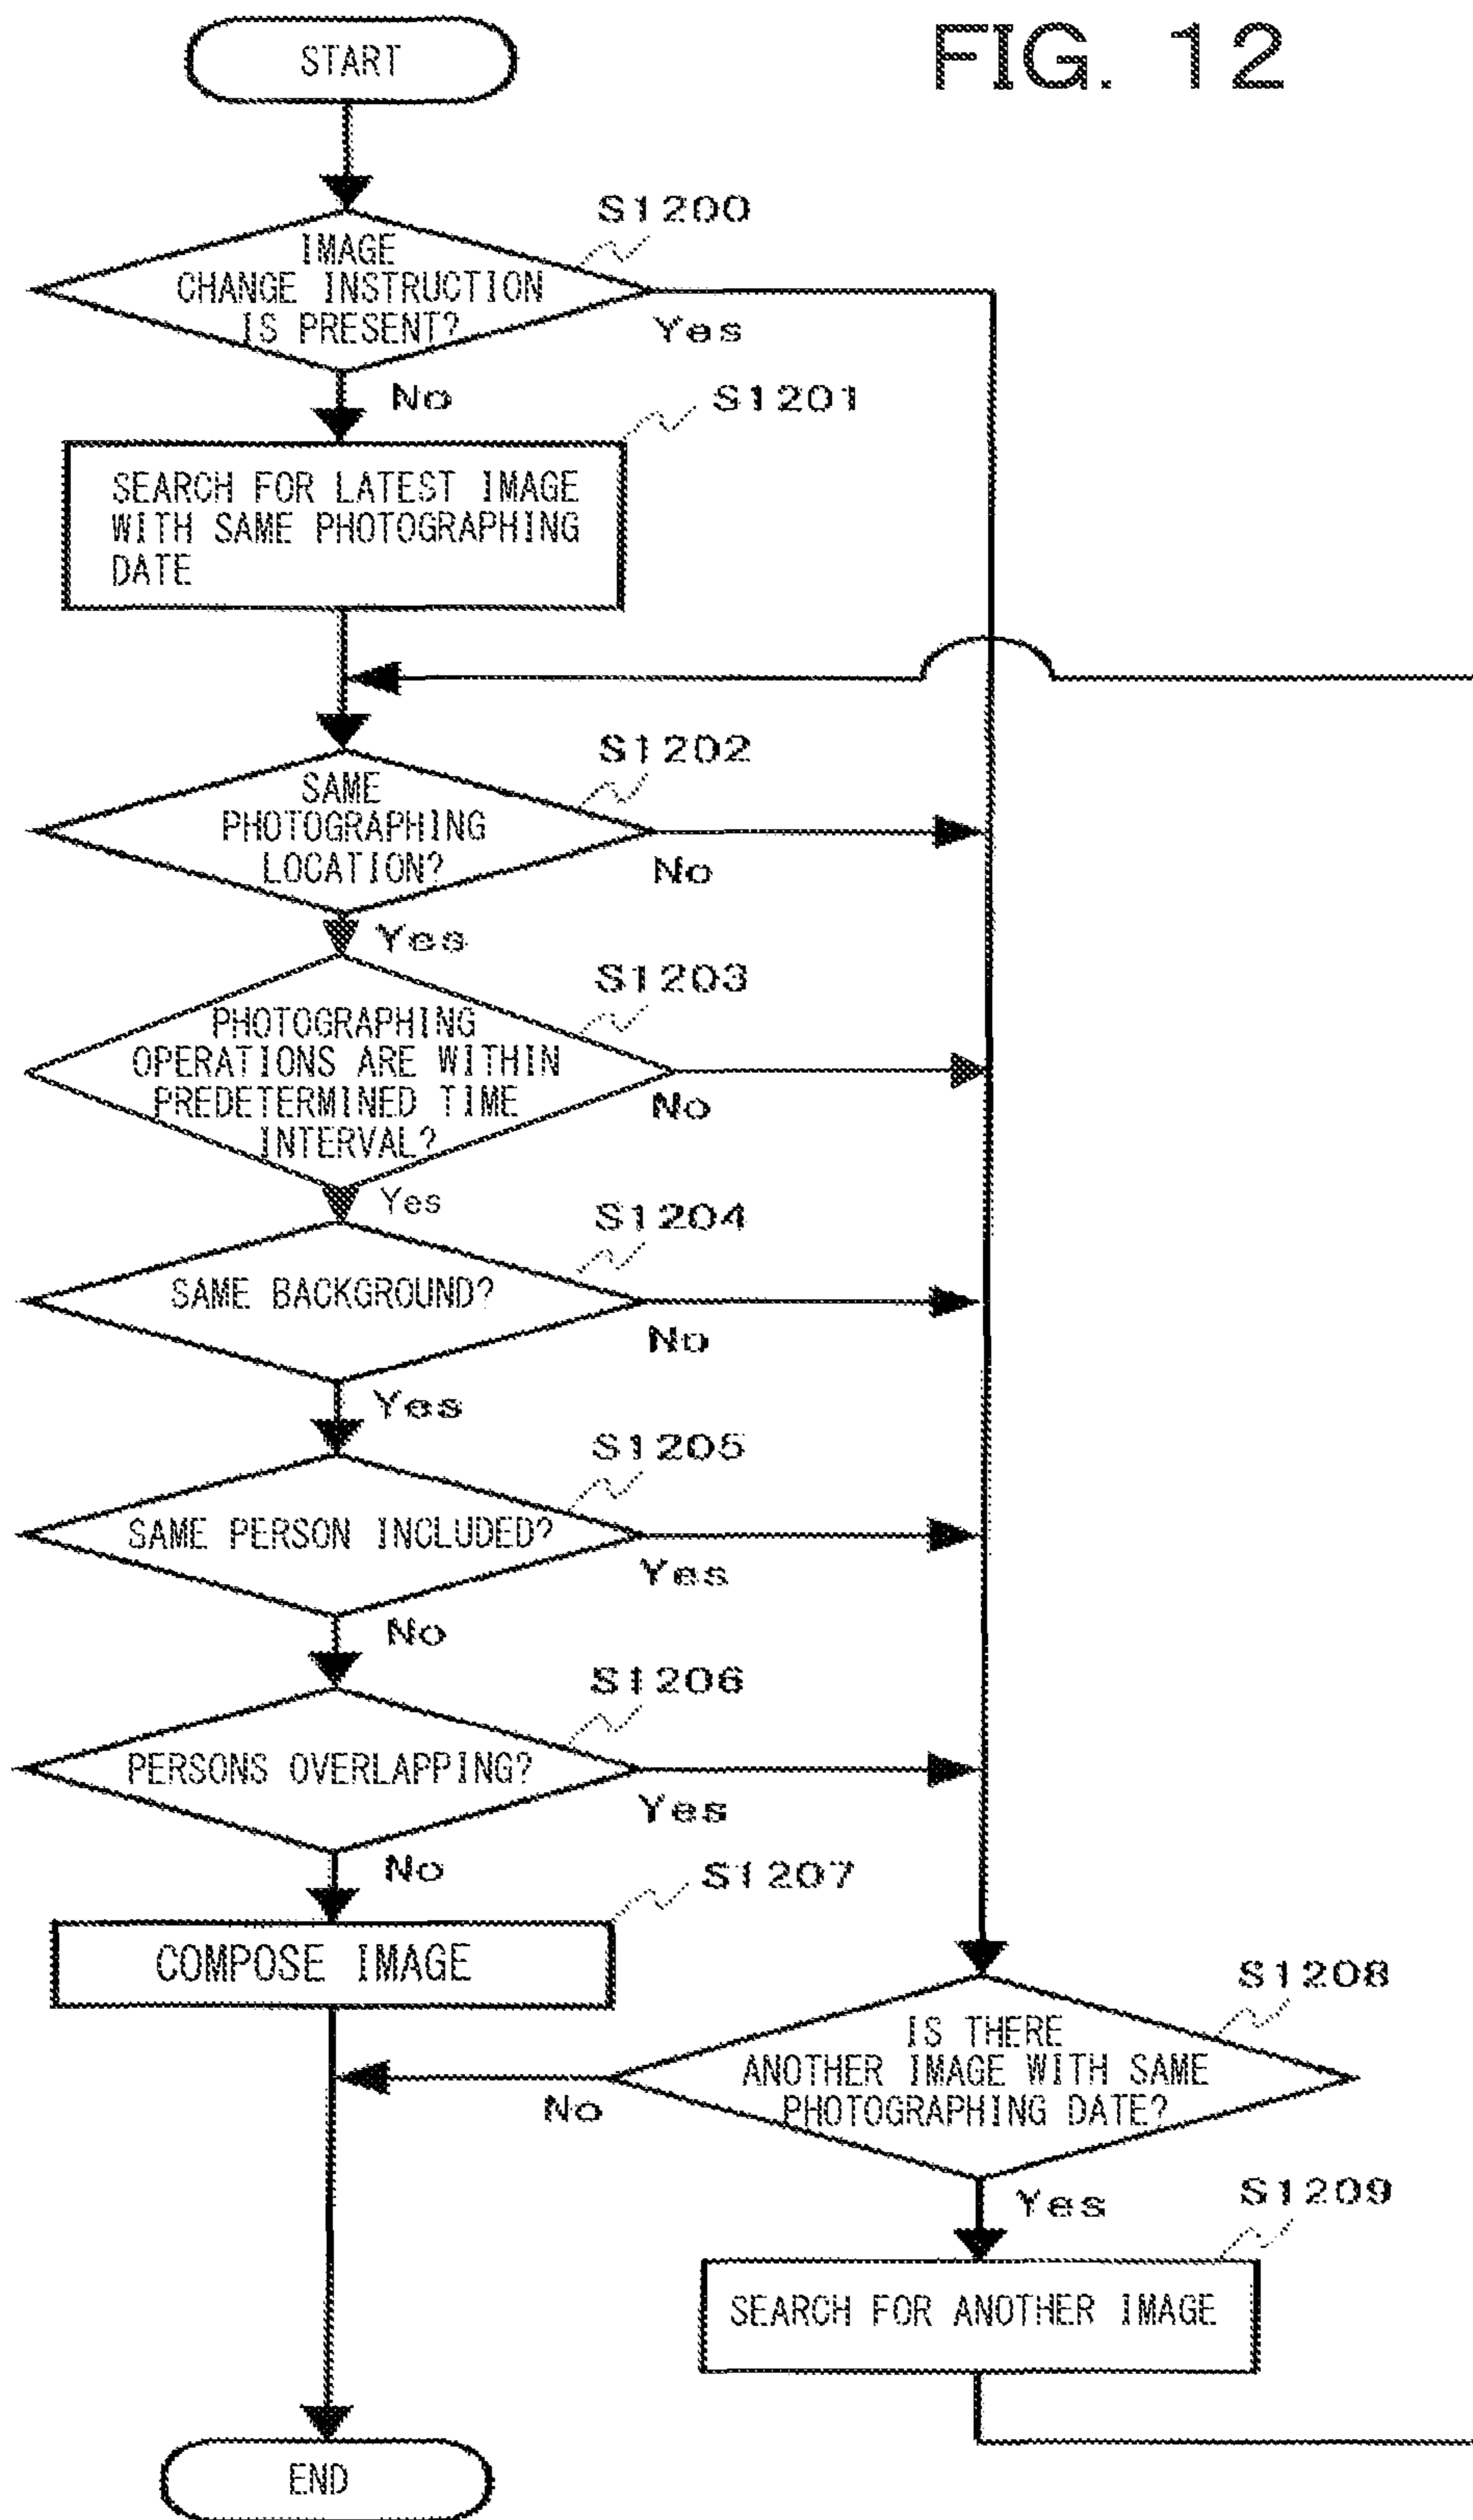 FIG. 12
START
S1200
IMAGE
CHANGE INSTRUCTION
IS PRESENT?
Yes
No
S1201
SEARCH FOR LATEST IMAGE
WITH SAME PHOTOGRAPHING
DATE
S1202
SAME
PHOTOGRAPHING
LOCATION?
No
Yes
S1203
PHOTOGRAPHING
OPERATIONS ARE WITHIN
PREDETERMINED TIME
INTERVAL?
No
Yes
S1204
SAME BACKGROUND?
No
Yes
S1205
SAME PERSON INCLUDED?
Yes
No
S1206
PERSONS OVERLAPPING?
Yes
No
S1207
COMPOSE IMAGE
S1208
IS THERE
ANOTHER IMAGE WITH SAME
PHOTOGRAPHING DATE?
No
Yes
S1209
SEARCH FOR ANOTHER IMAGE
END